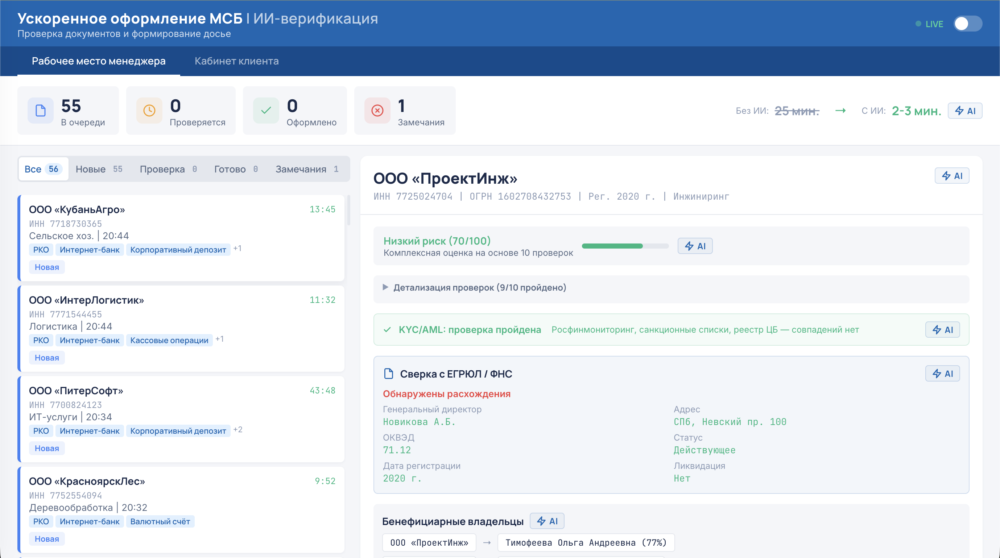 Ускоренное оформление МСБ | ИИ-верификация
Проверка документов и формирование досье
LIVE
Рабочее место менеджера
Кабинет клиента
55
В очереди
0
Проверяется
0
Оформлено
1
Замечания
Без ИИ: 25 мин. → С ИИ: 2-3 мин. AI
Все 56 Новые 55 Проверка 0 Готово 0 Замечания 1
ООО «КубаньАгро» 13:45
ИНН 7718730365
Сельское хоз. | 20:44
РКО Интернет-банк Корпоративный депозит +1
Новая
ООО «ИнтерЛогистик» 11:32
ИНН 7771544455
Логистика | 20:44
РКО Интернет-банк Кассовые операции +1
Новая
ООО «ПитерСофт» 43:48
ИНН 7700824123
ИТ-услуги | 20:34
РКО Интернет-банк Корпоративный депозит +2
Новая
ООО «КрасноярскЛес» 9:52
ИНН 7752554094
Деревообработка | 20:32
РКО Интернет-банк Валютный счёт
Новая
ООО «ПроектИнж» AI
ИНН 7725024704 | ОГРН 1602708432753 | Рег. 2020 г. | Инжиниринг
Низкий риск (70/100)
Комплексная оценка на основе 10 проверок
AI
Детализация проверок (9/10 пройдено)
KYC/AML: проверка пройдена Росфинмониторинг, санкционные списки, реестр ЦБ — совпадений нет AI
Сверка с ЕГРЮЛ / ФНС AI
Обнаружены расхождения
Генеральный директор
Новикова А.Б.
Адрес
СПб, Невский пр. 100
ОКВЭД
71.12
Статус
Действующее
Дата регистрации
2020 г.
Ликвидация
Нет
Бенефициарные владельцы AI
ООО «ПроектИнж» → Тимофеева Ольга Андреевна (77%)